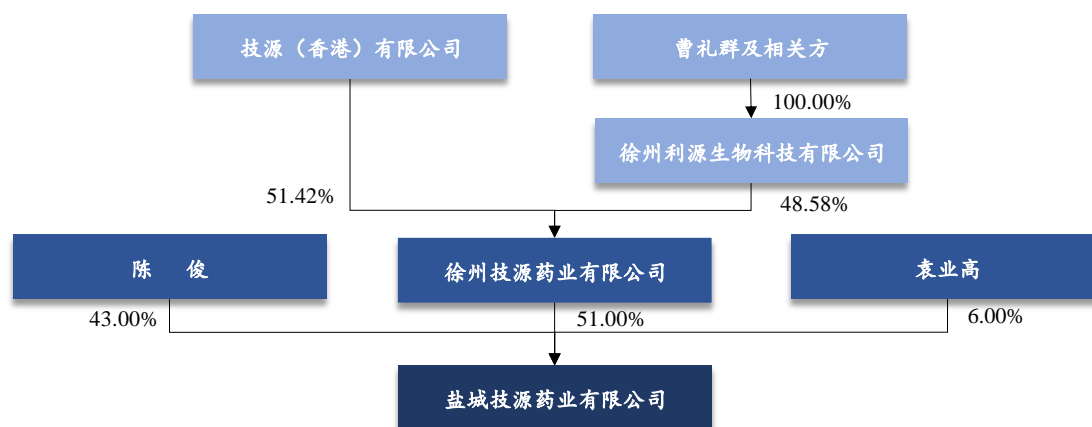 技源（香港）有限公司
曹礼群及相关方
100.00%
徐州利源生物科技有限公司
51.42%
48.58%
陈 俊
徐州技源药业有限公司
袁业高
43.00%
51.00%
6.00%
盐城技源药业有限公司